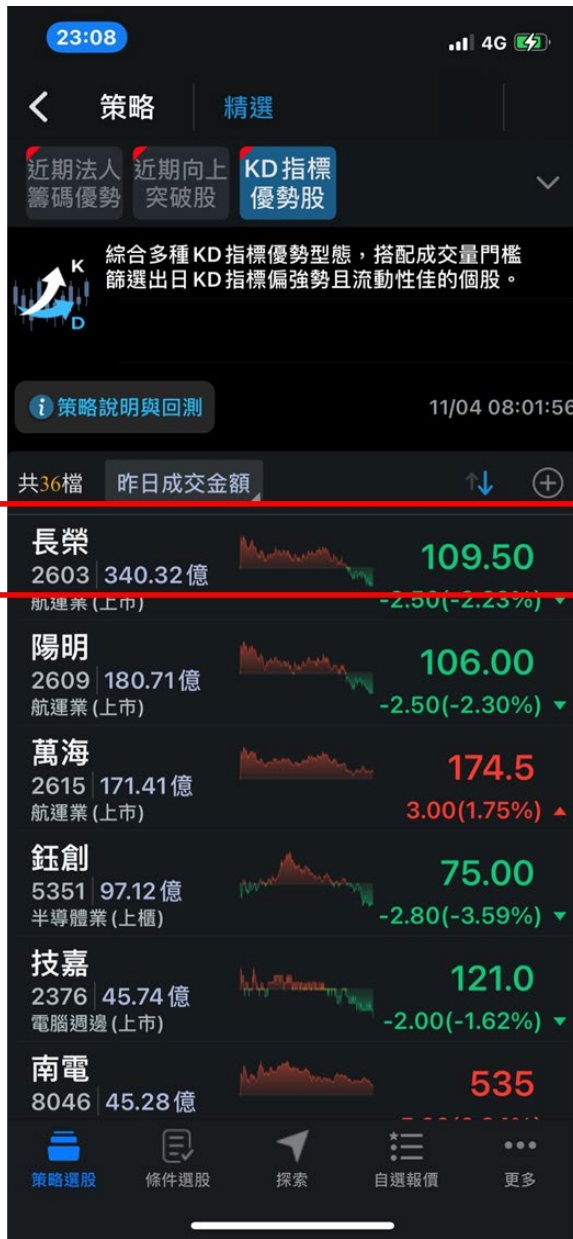 23:08
4G
策略 精選
近期法人
籌碼優勢
近期向上
突破股
KD指標
優勢股
K
D
綜合多種KD指標優勢型態，搭配成交量門檻
篩選出日KD指標偏強勢且流動性佳的個股。
策略說明與回測
11/04 08:01:56
共36檔 昨日成交金額
長榮
2603 340.32億
109.50
航運業(上市)
-2.50(-2.23%)
陽明
2609 180.71億
航運業(上市)
106.00
-2.50(-2.30%)
萬海
2615 171.41億
航運業(上市)
174.5
3.00(1.75%)
鈺創
5351 97.12億
半導體業(上櫃)
75.00
-2.80(-3.59%)
技嘉
2376 45.74億
電腦週邊(上市)
121.0
-2.00(-1.62%)
南電
8046 45.28億
535
策略選股 條件選股 探索 自選報價 更多